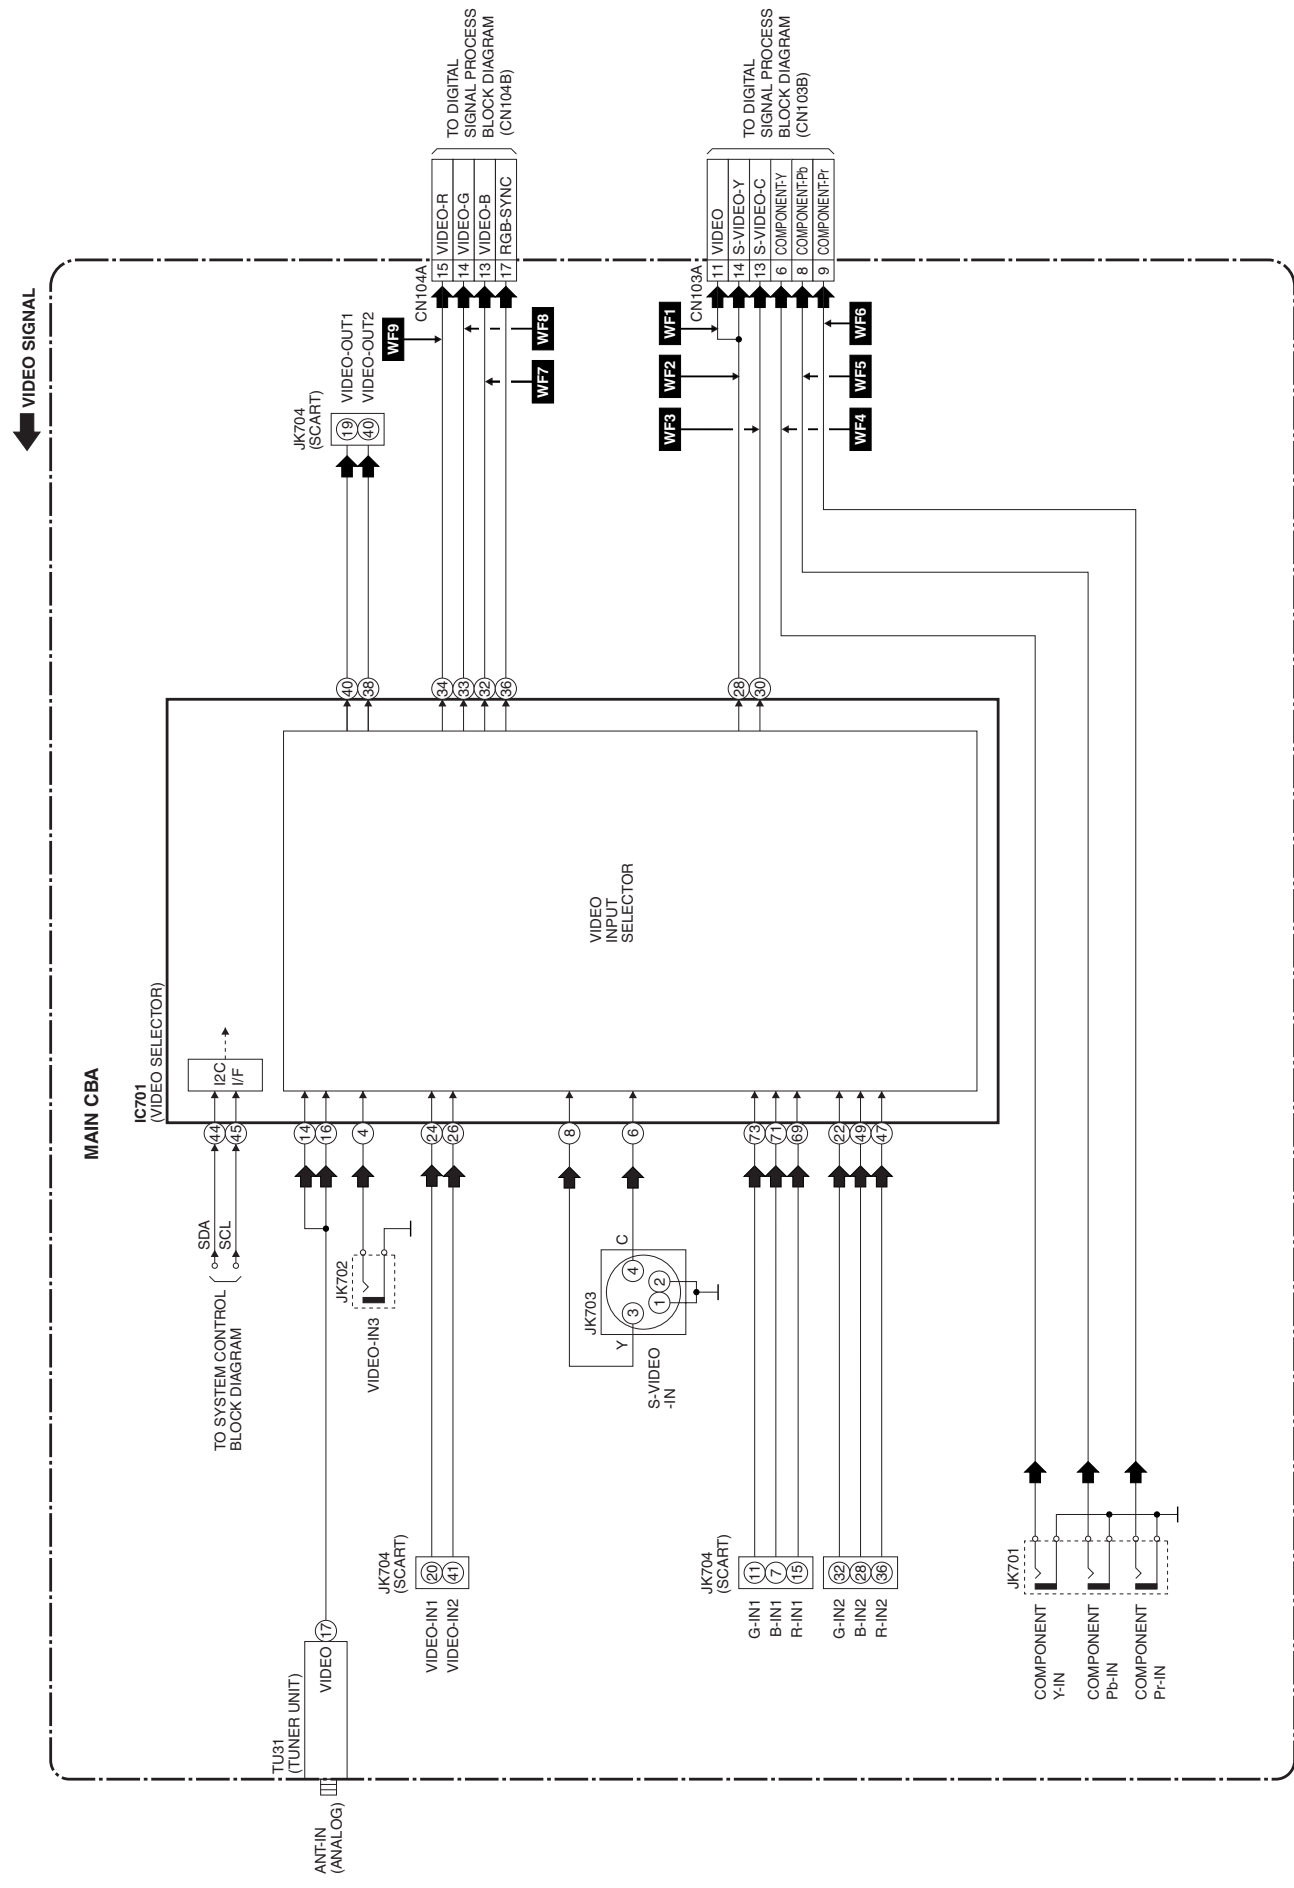 VIDEO SIGNAL
MAIN CBA
ANT-IN
(ANALOG)
TU31
(TUNER UNIT)
VIDEO
17
TO SYSTEM CONTROL
BLOCK DIAGRAM
SDA
SCL
44
45
IC701
(VIDEO SELECTOR)
I2C
I/F
14
16
4
JK702
VIDEO-IN3
JK704
(SCART)
VIDEO-IN1
VIDEO-IN2
20
41
24
26
S-VIDEO
-IN
JK703
Y
C
3
4
1
2
8
6
JK704
(SCART)
G-IN1
B-IN1
R-IN1
11
7
15
73
71
69
G-IN2
B-IN2
R-IN2
32
28
36
22
49
47
VIDEO
INPUT
SELECTOR
40
38
34
33
32
36
28
30
JK704
(SCART)
19
40
VIDEO-OUT1
VIDEO-OUT2
WF9
WF8
WF7
CN104A
15 VIDEO-R
14 VIDEO-G
13 VIDEO-B
17 RGB-SYNC
TO DIGITAL
SIGNAL PROCESS
BLOCK DIAGRAM
(CN104B)
WF1
WF2
WF3
WF6
WF5
WF4
CN103A
11 VIDEO
14 S-VIDEO-Y
13 S-VIDEO-C
6 COMPONENT-Y
8 COMPONENT-Pb
9 COMPONENT-Pr
TO DIGITAL
SIGNAL PROCESS
BLOCK DIAGRAM
(CN103B)
JK701
COMPONENT
Y-IN
COMPONENT
Pb-IN
COMPONENT
Pr-IN